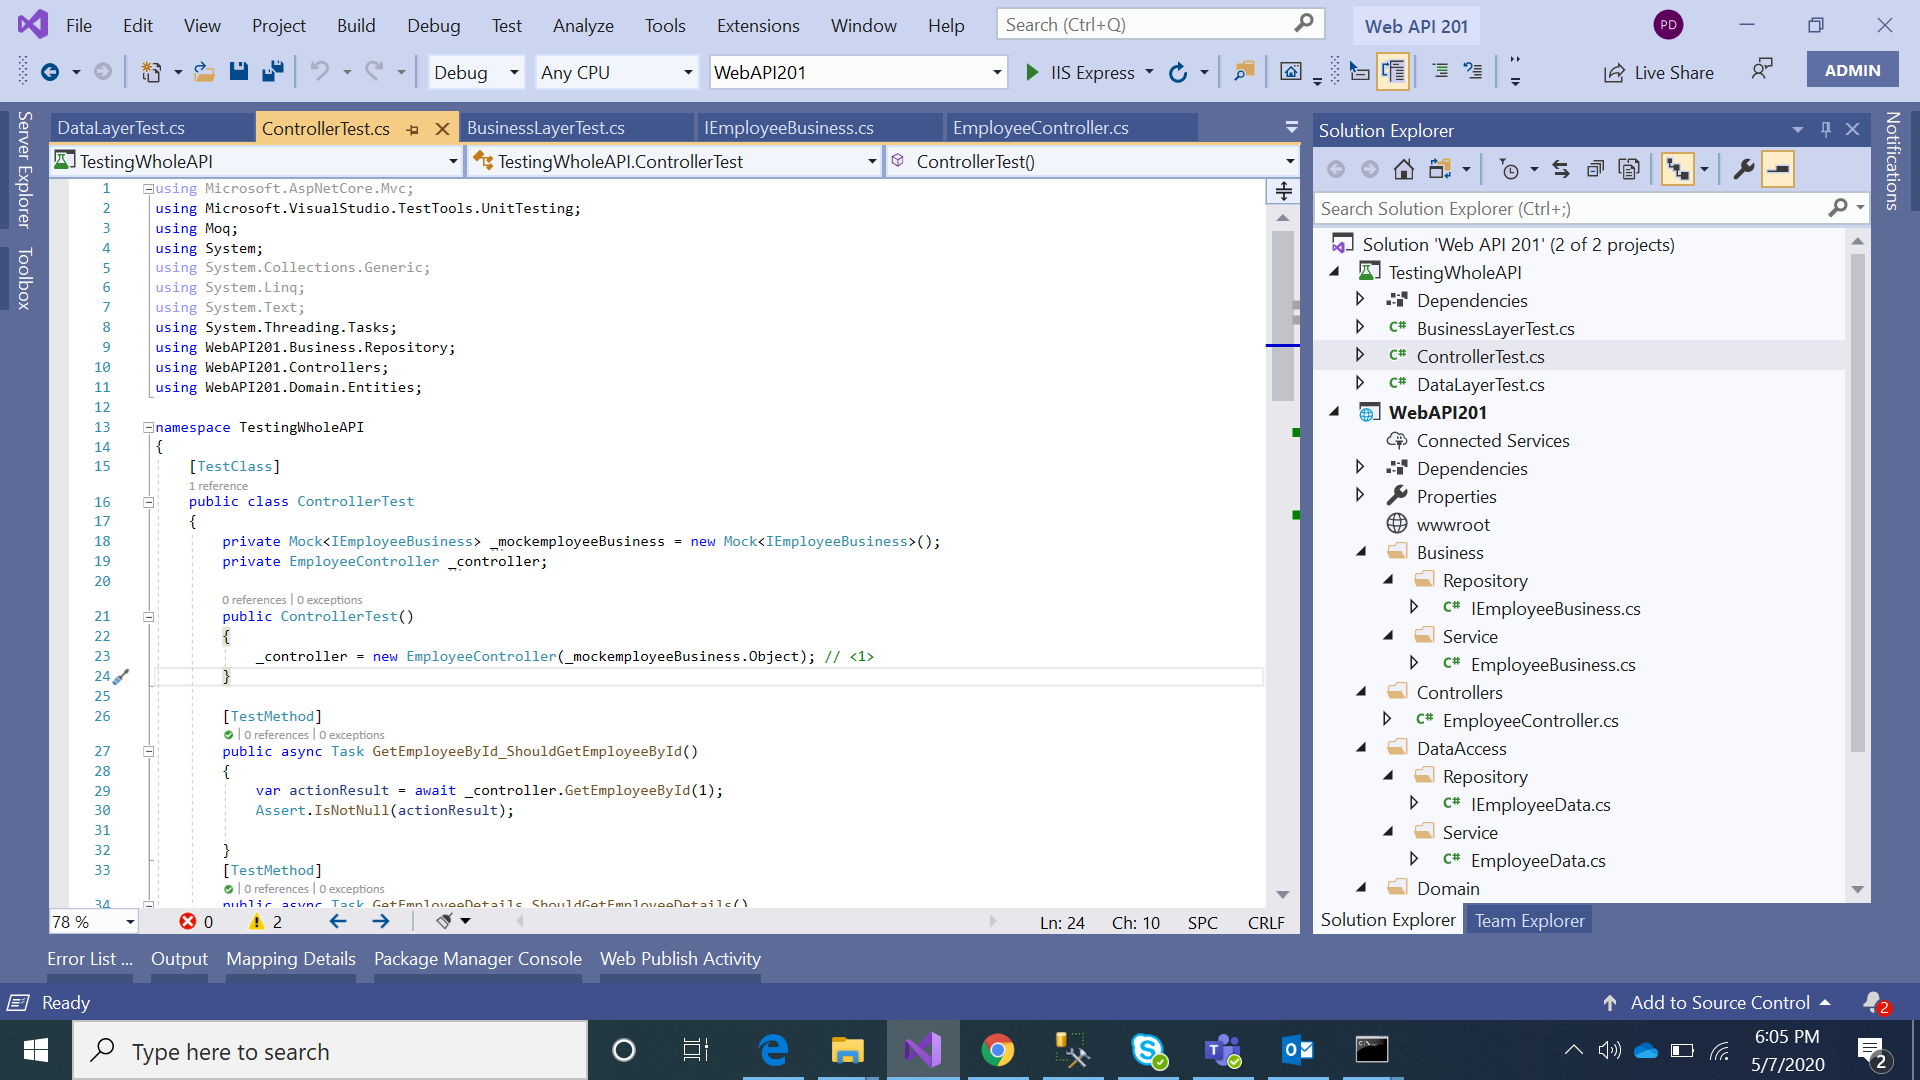 File Edit View Project Build Debug Test Analyze Tools Extensions Window Help Search (Ctrl+Q) Web API 201 PD
Debug Any CPU WebAPI201 IIS Express Live Share ADMIN
Server Explorer
Toolbox
DataLayerTest.cs ControllerTest.cs BusinessLayerTest.cs IEmployeeBusiness.cs EmployeeController.cs
TestingWholeAPI TestingWholeAPI.ControllerTest ControllerTest()
1 using Microsoft.AspNetCore.Mvc;
2 using Microsoft.VisualStudio.TestTools.UnitTesting;
3 using Moq;
4 using System;
5 using System.Collections.Generic;
6 using System.Linq;
7 using System.Text;
8 using System.Threading.Tasks;
9 using WebAPI201.Business.Repository;
10 using WebAPI201.Controllers;
11 using WebAPI201.Domain.Entities;
12
13 namespace TestingWholeAPI
14 {
15 [TestClass]
1 reference
16 public class ControllerTest
17 {
18 private Mock<IEmployeeBusiness> _mockemployeeBusiness = new Mock<IEmployeeBusiness>();
19 private EmployeeController _controller;
20
0 references | 0 exceptions
21 public ControllerTest()
22 {
23 _controller = new EmployeeController(_mockemployeeBusiness.Object); // <1>
24 }
25
26 [TestMethod]
| 0 references | 0 exceptions
27 public async Task GetEmployeeById_ShouldGetEmployeeById()
28 {
29 var actionResult = await _controller.GetEmployeeById(1);
30 Assert.IsNotNull(actionResult);
31
32 }
33 [TestMethod]
| 0 references | 0 exceptions
34 public async Task GetEmployeeDetails_ShouldGetEmployeeDetails()
78 % 0 2 Ln: 24 Ch: 10 SPC CRLF
Solution Explorer
Search Solution Explorer (Ctrl+;)
Solution 'Web API 201' (2 of 2 projects)
TestingWholeAPI
Dependencies
C# BusinessLayerTest.cs
C# ControllerTest.cs
C# DataLayerTest.cs
WebAPI201
Connected Services
Dependencies
Properties
wwwroot
Business
Repository
C# IEmployeeBusiness.cs
Service
C# EmployeeBusiness.cs
Controllers
C# EmployeeController.cs
DataAccess
Repository
C# IEmployeeData.cs
Service
C# EmployeeData.cs
Domain
Solution Explorer Team Explorer
Notifications
Error List ... Output Mapping Details Package Manager Console Web Publish Activity
Ready Add to Source Control 2
Type here to search
6:05 PM
5/7/2020
2